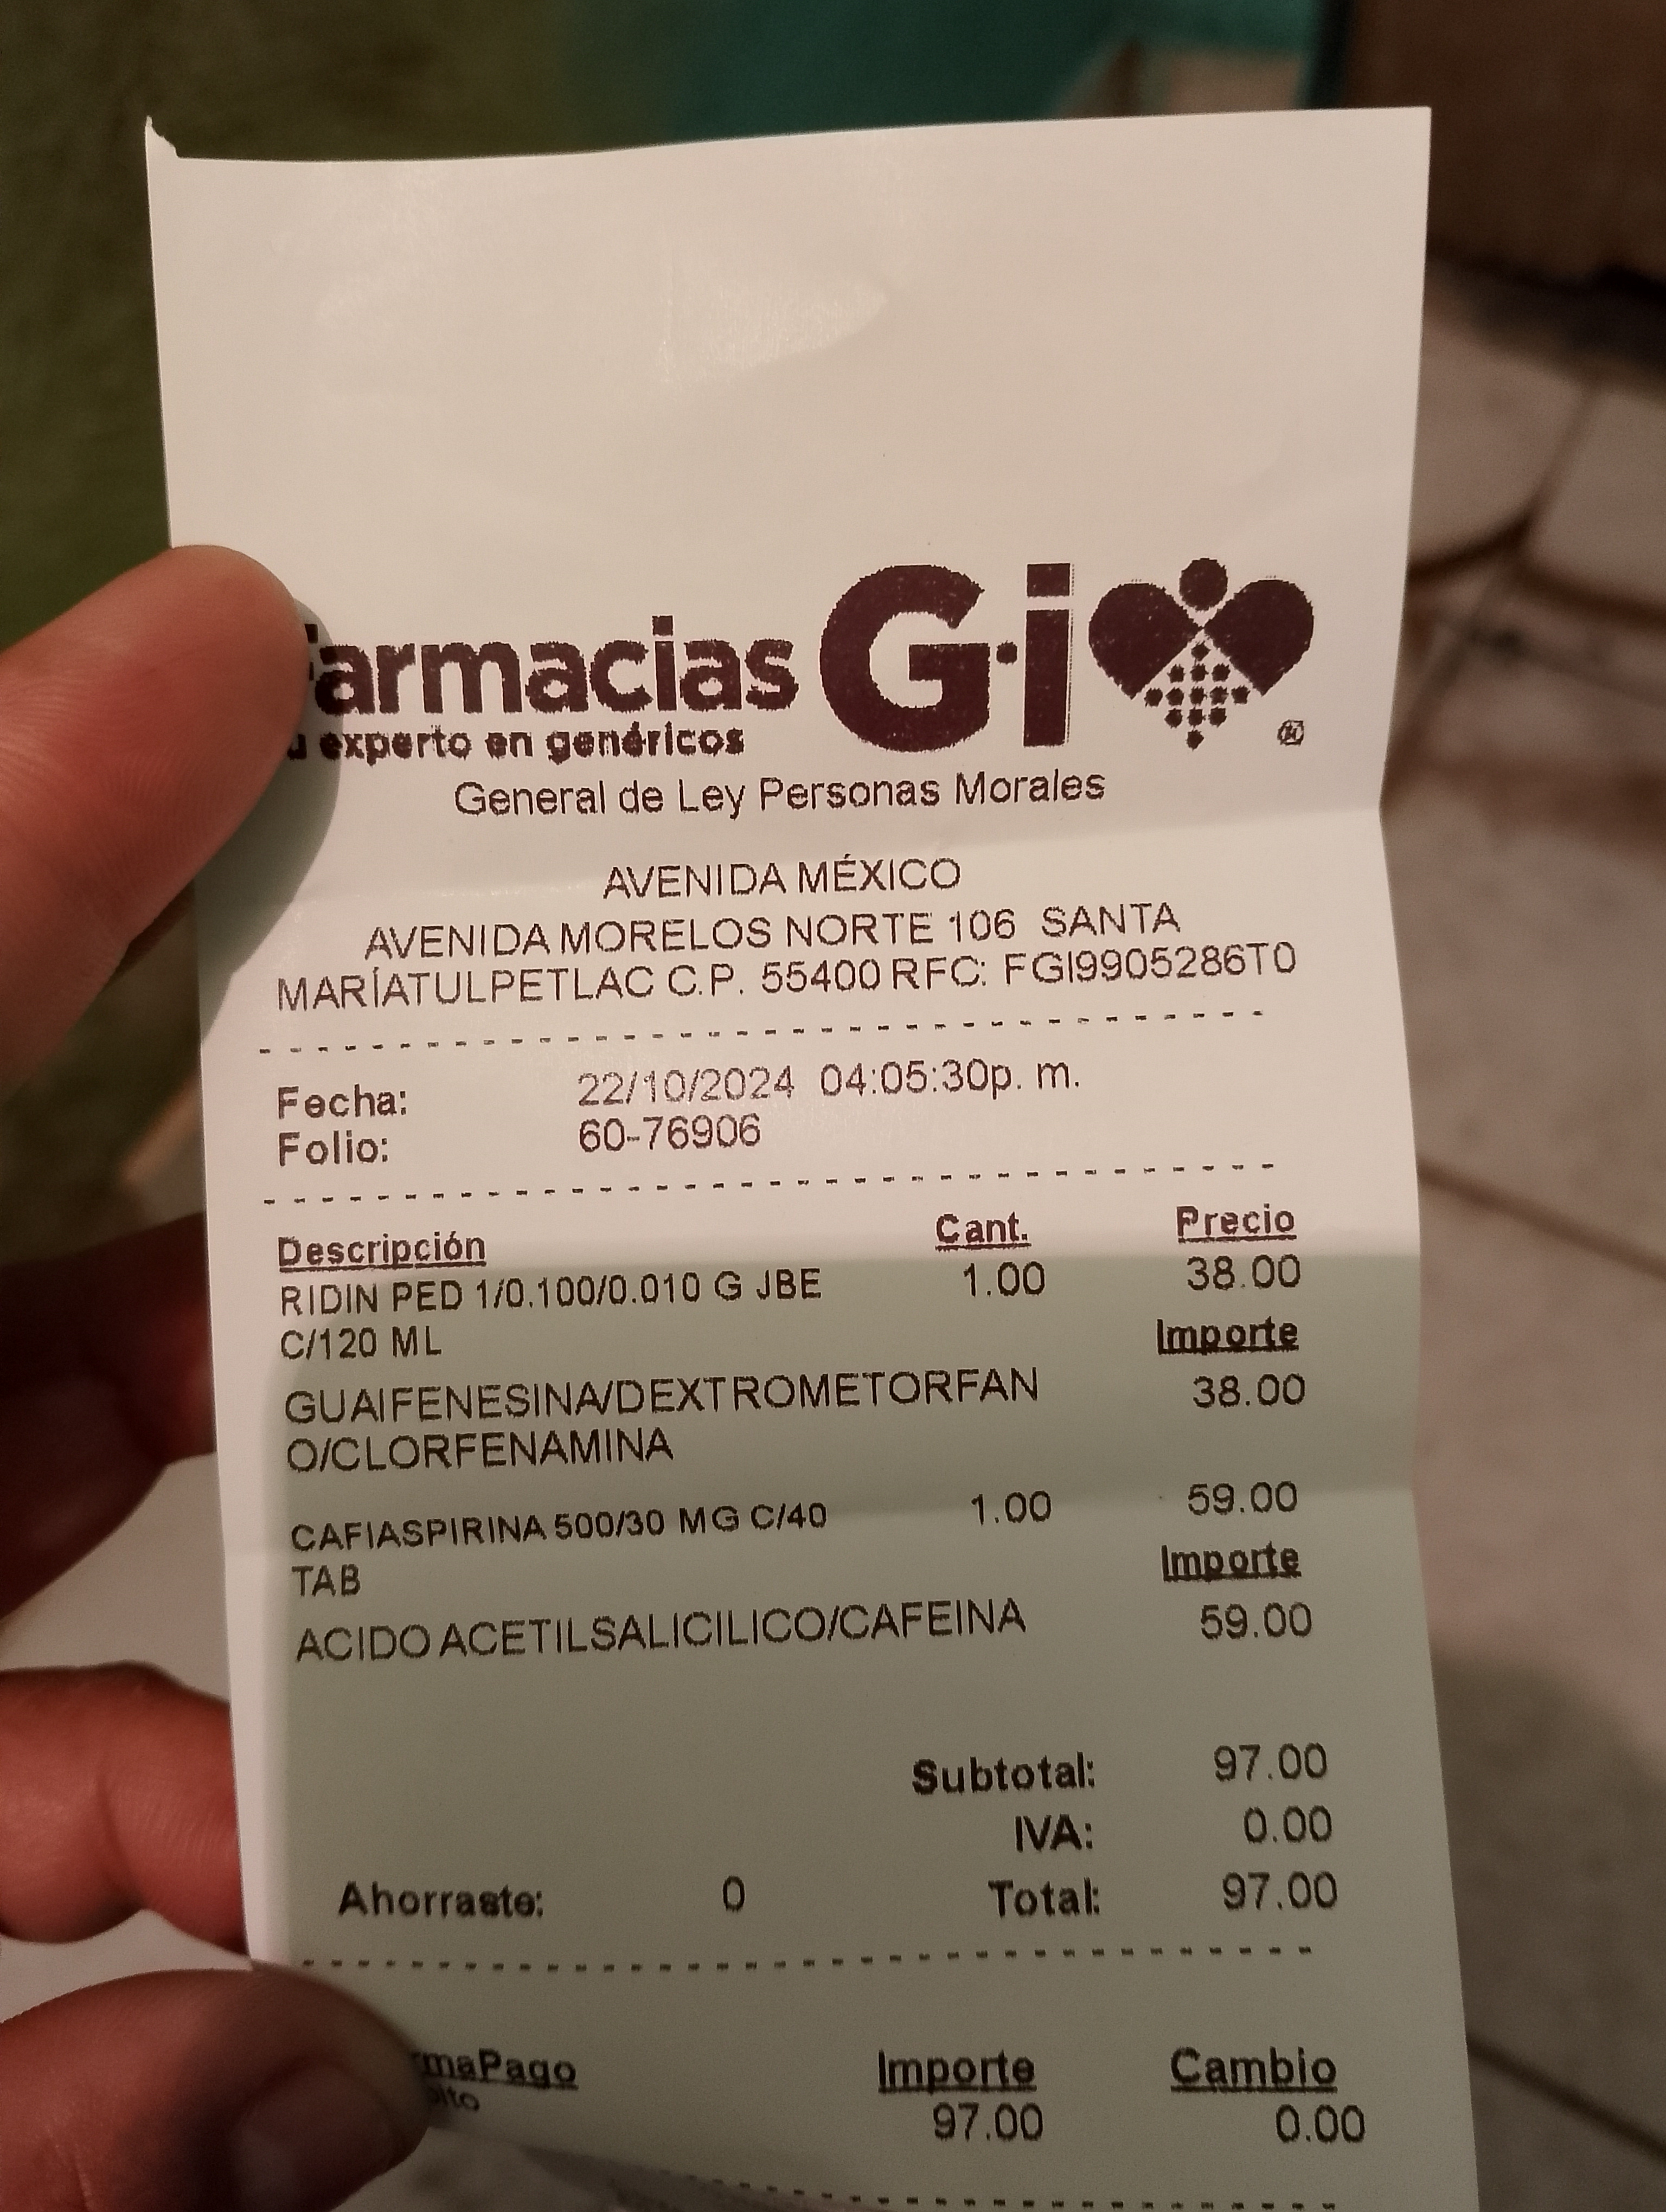 Farmacias G·i
experto en genéricos
General de Ley Personas Morales
AVENIDA MÉXICO
AVENIDA MORELOS NORTE 106 SANTA
MARÍATULPETLAC C.P. 55400 RFC: FGI9905286T0
Fecha: 22/10/2024 04:05:30p. m.
Folio: 60-76906
Descripción Cant. Precio
RIDIN PED 1/0.100/0.010 G JBE 1.00 38.00
C/120 ML Importe
GUAIFENESINA/DEXTROMETORFAN 38.00
O/CLORFENAMINA
CAFIASPIRINA 500/30 MG C/40 1.00 59.00
TAB Importe
ACIDO ACETILSALICILICO/CAFEINA 59.00
Subtotal: 97.00
IVA: 0.00
Ahorraste: 0 Total: 97.00
maPago Importe Cambio
97.00 0.00